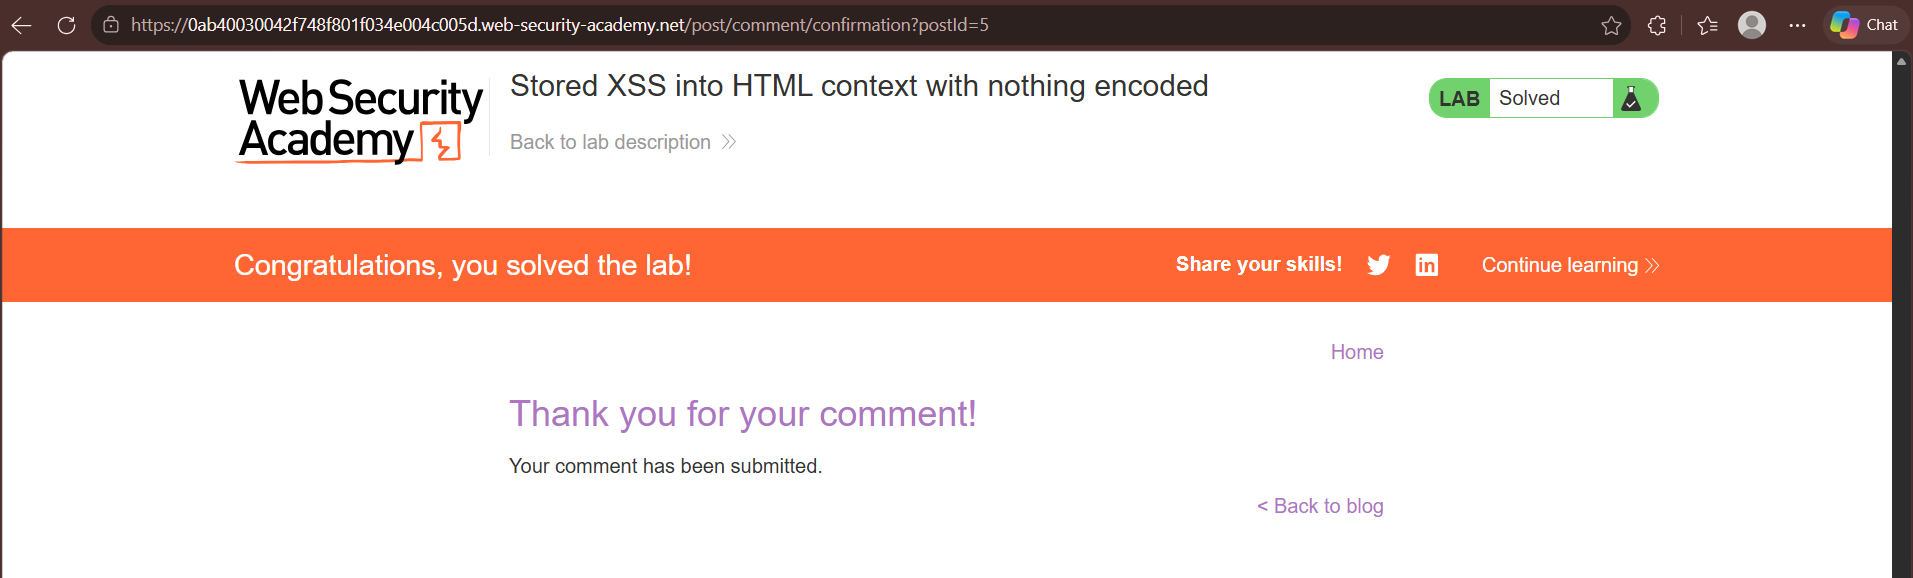 https://0ab40030042f748f801f034e004c005d.web-security-academy.net/post/comment/confirmation?postId=5
Chat
WebSecurity
Academy
Stored XSS into HTML context with nothing encoded
Back to lab description
LAB
Solved
Congratulations, you solved the lab!
Share your skills!
Continue learning
Home
Thank you for your comment!
Your comment has been submitted.
< Back to blog